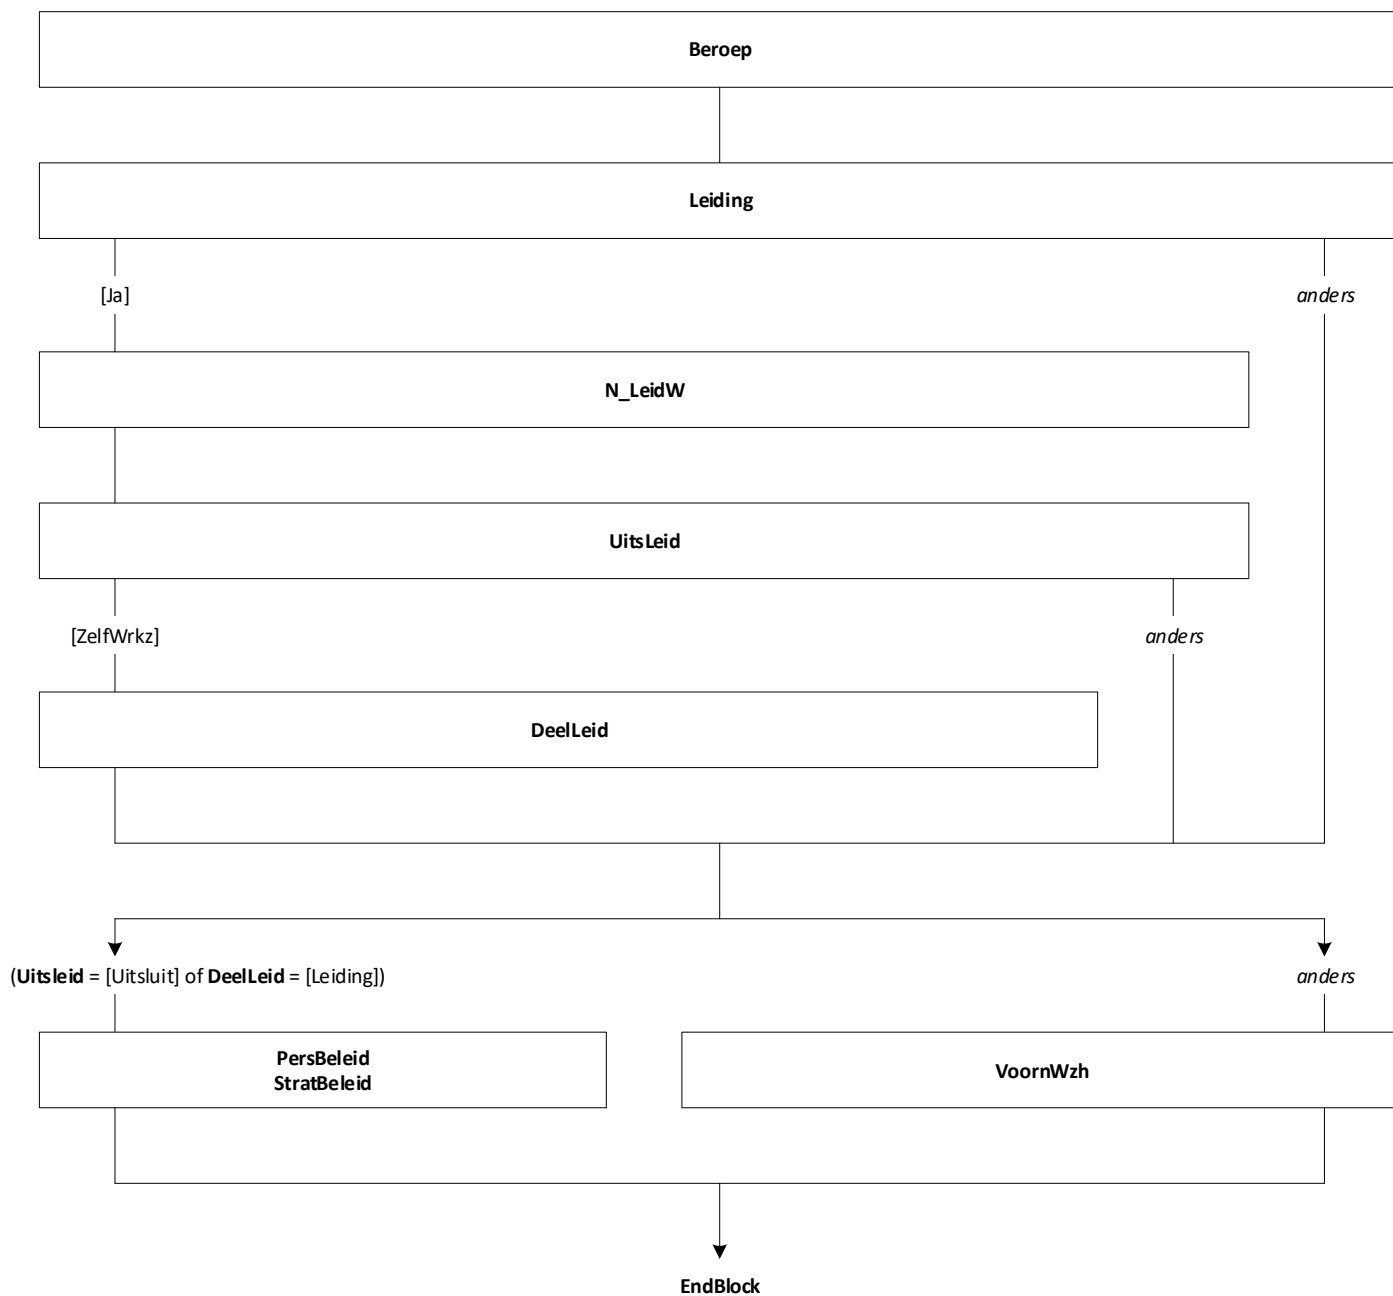 Beroep
Leiding
[Ja]
anders
N_LeidW
UitsLeid
[ZelfWrkz]
anders
DeelLeid
(Uitsleid = [Uitsluit] of DeelLeid = [Leiding])
anders
PersBeleid
StratBeleid
VoornWzh
EndBlock